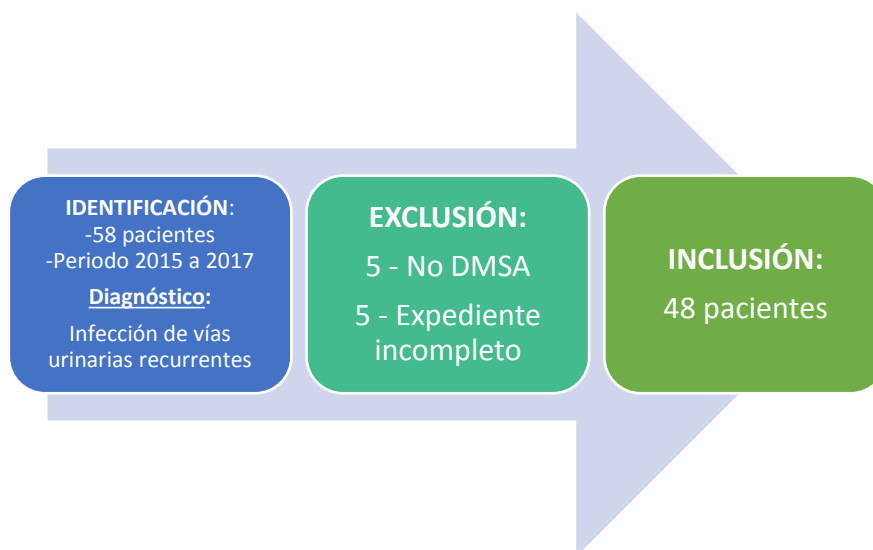 IDENTIFICACIÓN:
-58 pacientes
-Periodo 2015 a 2017
Diagnóstico:
Infección de vías
urinarias recurrentes
EXCLUSIÓN:
5 - No DMSA
5 - Expediente
incompleto
INCLUSIÓN:
48 pacientes